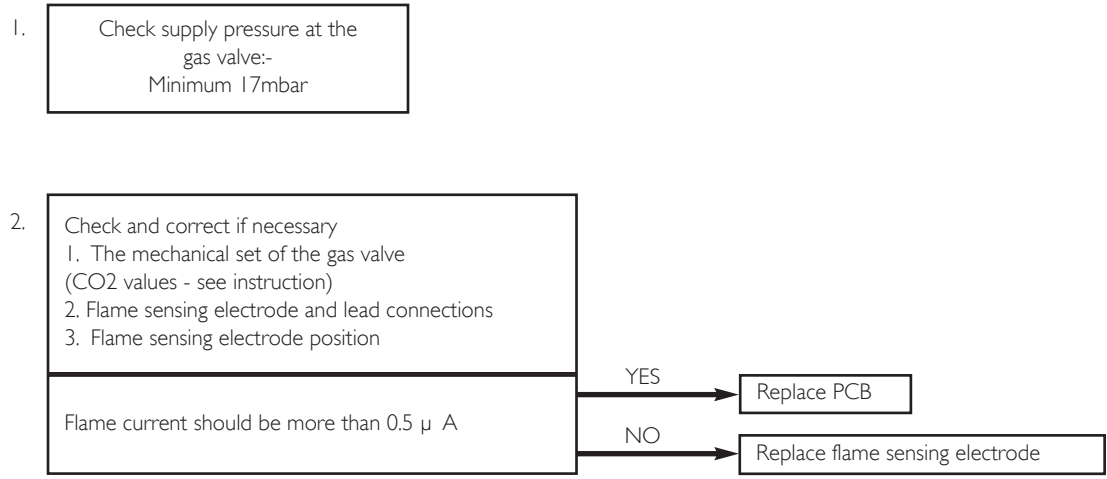 1.
Check supply pressure at the
gas valve:-
Minimum 17mbar
2.
Check and correct if necessary
1. The mechanical set of the gas valve
(CO2 values - see instruction)
2. Flame sensing electrode and lead connections
3. Flame sensing electrode position
Flame current should be more than 0.5 µ A
YES
Replace PCB
NO
Replace flame sensing electrode